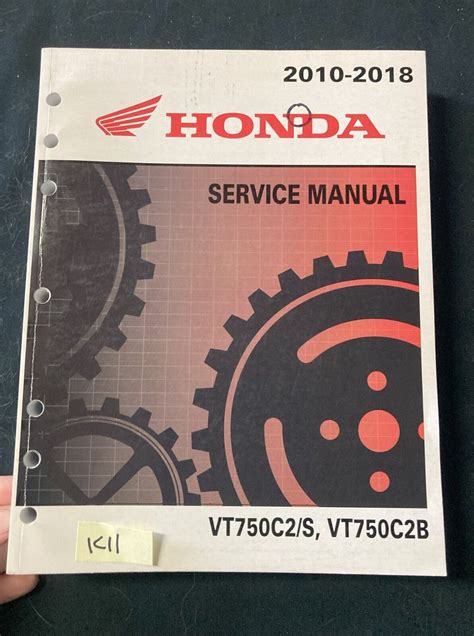 2010-2018
HONDA
SERVICE MANUAL
VT750C2/S, VT750C2B
K11